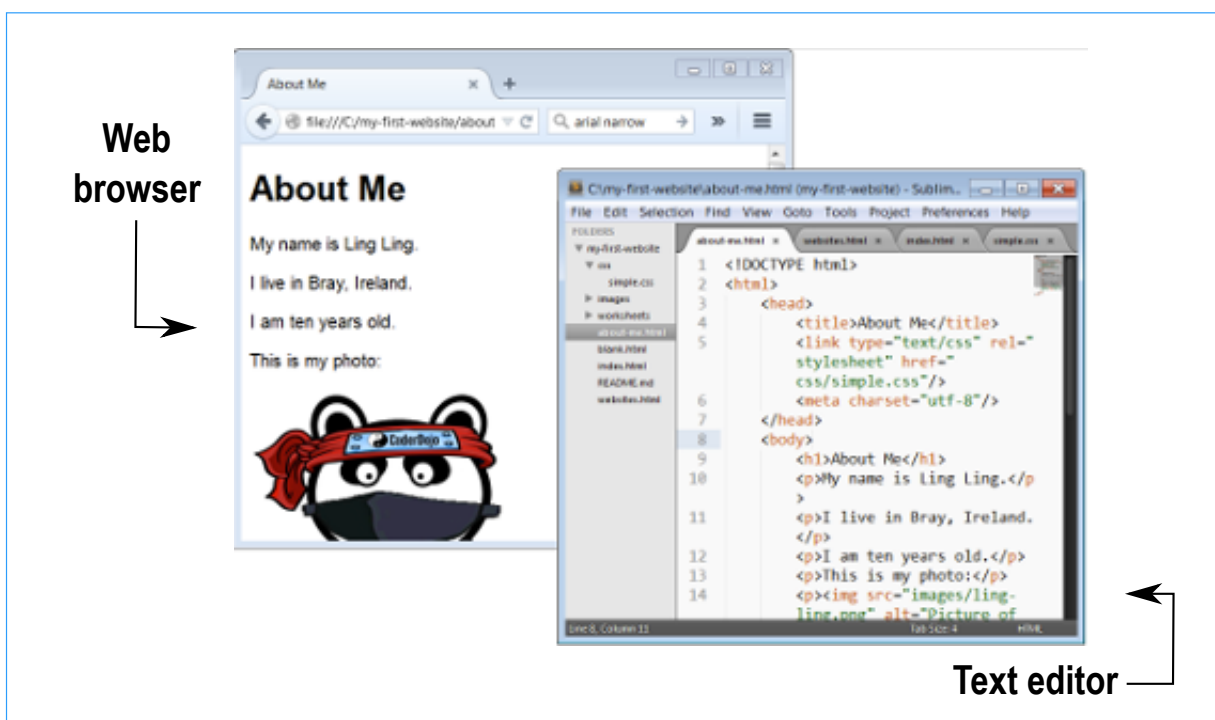 Web
browser
About Me
file:///C:/my-first-website/about
arial narrow
About Me
My name is Ling Ling.
I live in Bray, Ireland.
I am ten years old.
This is my photo:
CoderDojo
C:\my-first-website\about-me.html (my-first-website) - Sublim..
File Edit Selection Find View Goto Tools Project Preferences Help
FOLDERS
my-first-website
css
simple.css
images
worksheets
about-me.html
blank.html
index.html
README.md
websites.html
about-me.html × websites.html × index.html × simple.css ×
1 <!DOCTYPE html>
2 <html>
3 <head>
4 <title>About Me</title>
5 <link type="text/css" rel="
stylesheet" href="
css/simple.css"/>
6 <meta charset="utf-8"/>
7 </head>
8 <body>
9 <h1>About Me</h1>
10 <p>My name is Ling Ling.</p
>
11 <p>I live in Bray, Ireland.
</p>
12 <p>I am ten years old.</p>
13 <p>This is my photo:</p>
14 <p><img src="images/ling-
ling.png" alt="Picture of
Line 8, Column 11 Tab Size: 4 HTML
Text editor